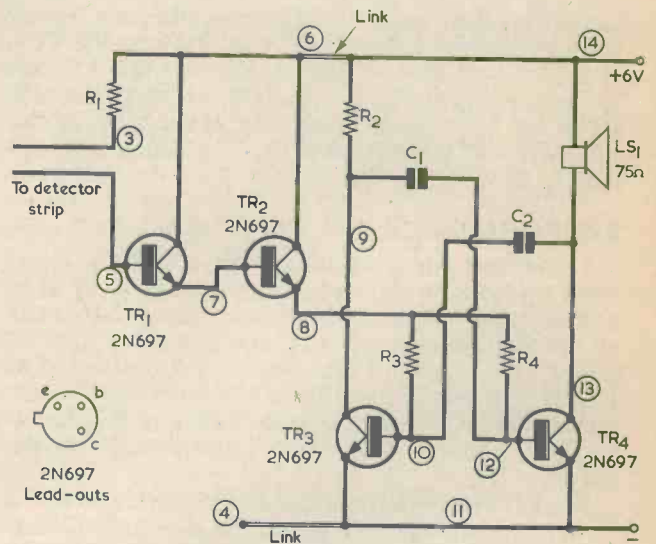 Link
6
14
+6V
R1
3
R2
C1
LS1
75Ω
To detector
strip
TR2
2N697
C2
9
5
7
TR1
2N697
8
R3
R4
13
e
b
c
TR3
2N697
10
12
TR4
2N697
2N697
Lead-outs
4
Link
11
–